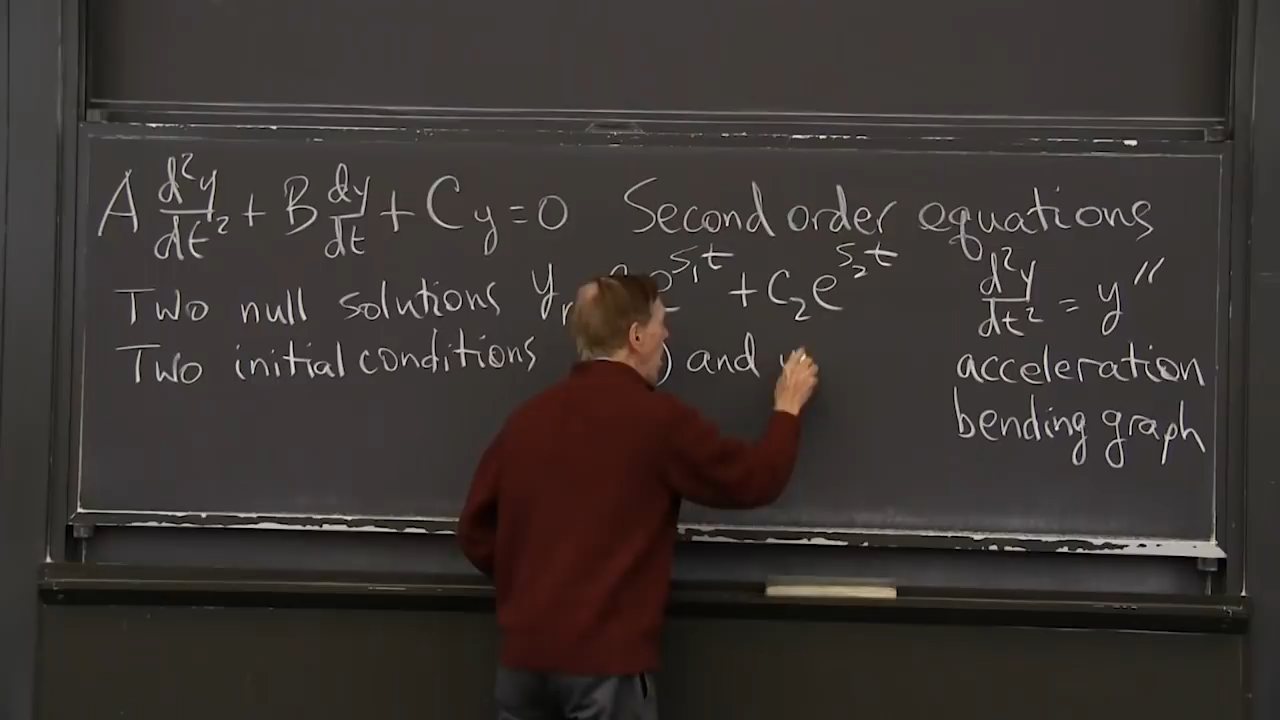 A d²y/dt² + B dy/dt + Cy = 0 Second order equations
Two null solutions y e^{s₁t} + c₂e^{s₂t}
d²y/dt² = y″
Two initial conditions ) and
acceleration
bending graph